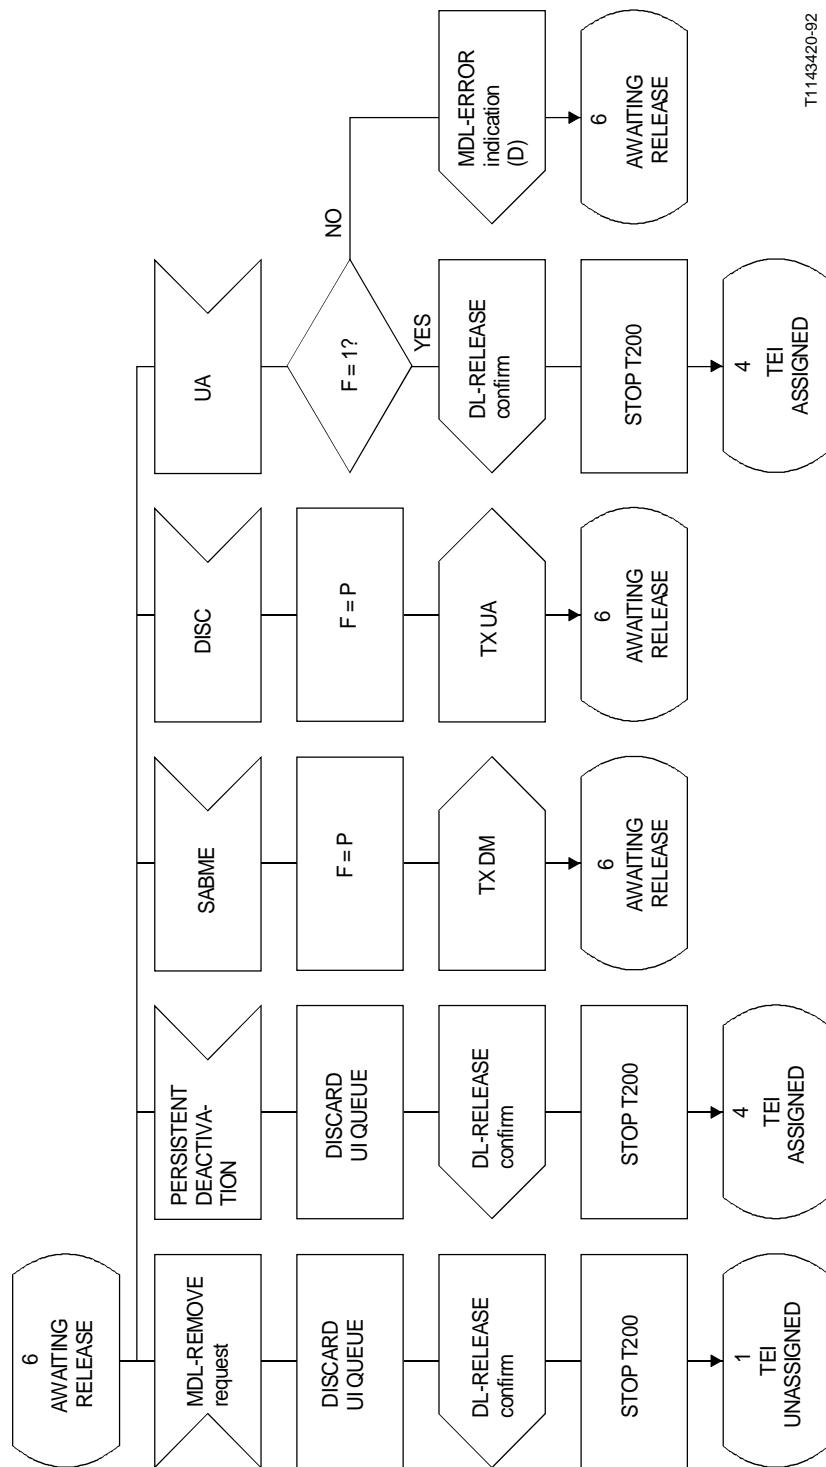 6
AWAITING
RELEASE
MDL-REMOVE
request
DISCARD
UI QUEUE
DL-RELEASE
confirm
STOP T200
1
TEI
UNASSIGNED
PERSISTENT
DEACTIVA-
TION
DISCARD
UI QUEUE
DL-RELEASE
confirm
STOP T200
4
TEI
ASSIGNED
SABME
F = P
TX DM
6
AWAITING
RELEASE
DISC
F = P
TX UA
6
AWAITING
RELEASE
UA
F = 1?
YES
DL-RELEASE
confirm
STOP T200
4
TEI
ASSIGNED
NO
MDL-ERROR
indication
(D)
6
AWAITING
RELEASE
T1143420-92